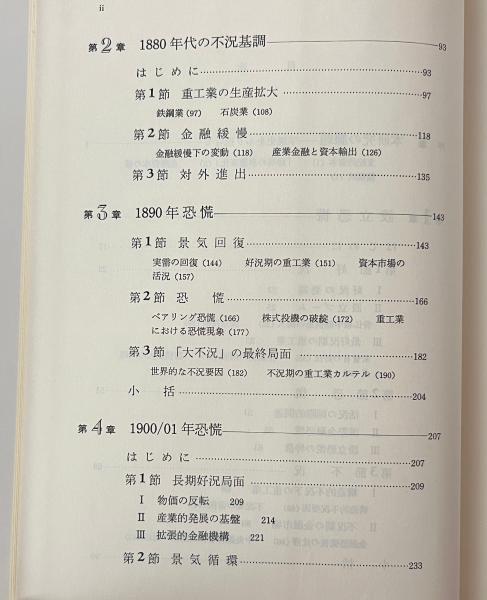 ii
第2章 1880年代の不況基調 93
はじめに 93
第1節 重工業の生産拡大 97
鉄鋼業 (97) 石炭業 (108)
第2節 金融緩慢 118
金融緩慢下の変動 (118) 産業金融と資本輸出 (126)
第3節 対外進出 135
第3章 1890年恐慌 143
第1節 景気回復 143
実需の回復 (144) 好況期の重工業 (151) 資本市場の
活況 (157)
第2節 恐慌 166
ベアリング恐慌 (166) 株式投機の破綻 (172) 重工業
における恐慌現象 (177)
第3節 「大不況」の最終局面 182
世界的な不況要因 (182) 不況期の重工業カルテル (190)
小括 204
第4章 1900/01年恐慌 207
はじめに 207
第1節 長期好況局面 209
I 物価の反転 209
II 産業的発展の基盤 214
III 拡張的金融機構 221
第2節 景気循環 233